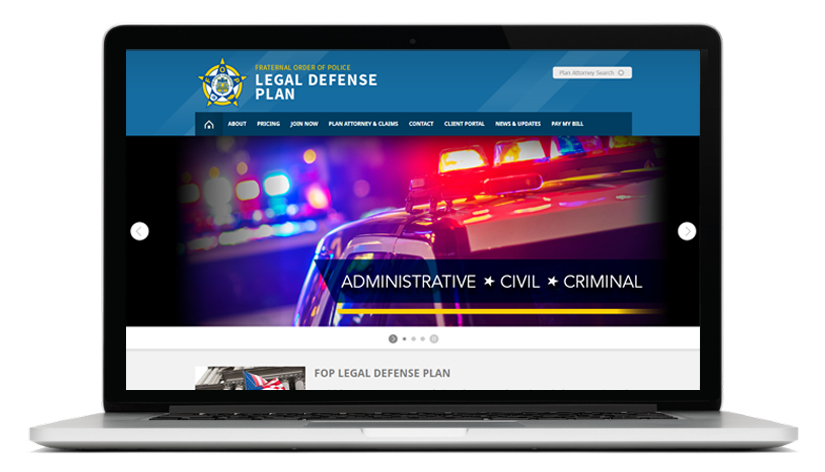 FRATERNAL ORDER OF POLICE
LEGAL DEFENSE
PLAN
Plan Attorney Search
ABOUT PRICING JOIN NOW PLAN ATTORNEY & CLAIMS CONTACT CLIENT PORTAL NEWS & UPDATES PAY MY BILL
ADMINISTRATIVE ★ CIVIL ★ CRIMINAL
FOP LEGAL DEFENSE PLAN